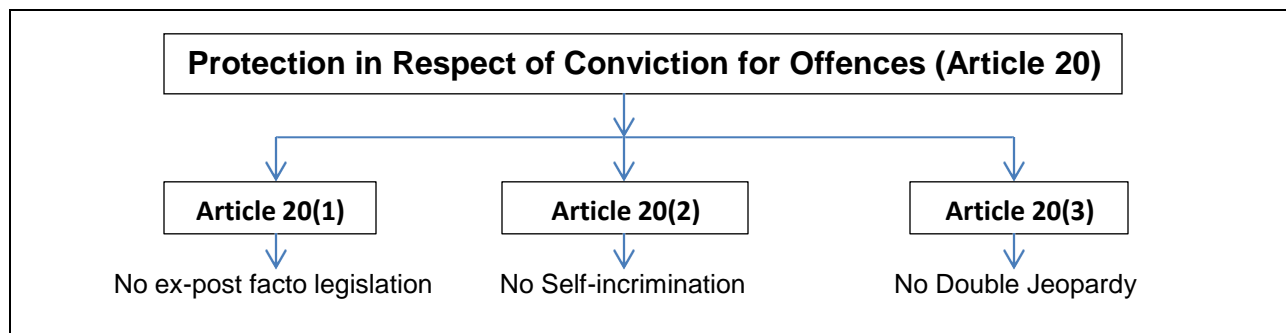 Protection in Respect of Conviction for Offences (Article 20)
Article 20(1)
Article 20(2)
Article 20(3)
No ex-post facto legislation
No Self-incrimination
No Double Jeopardy